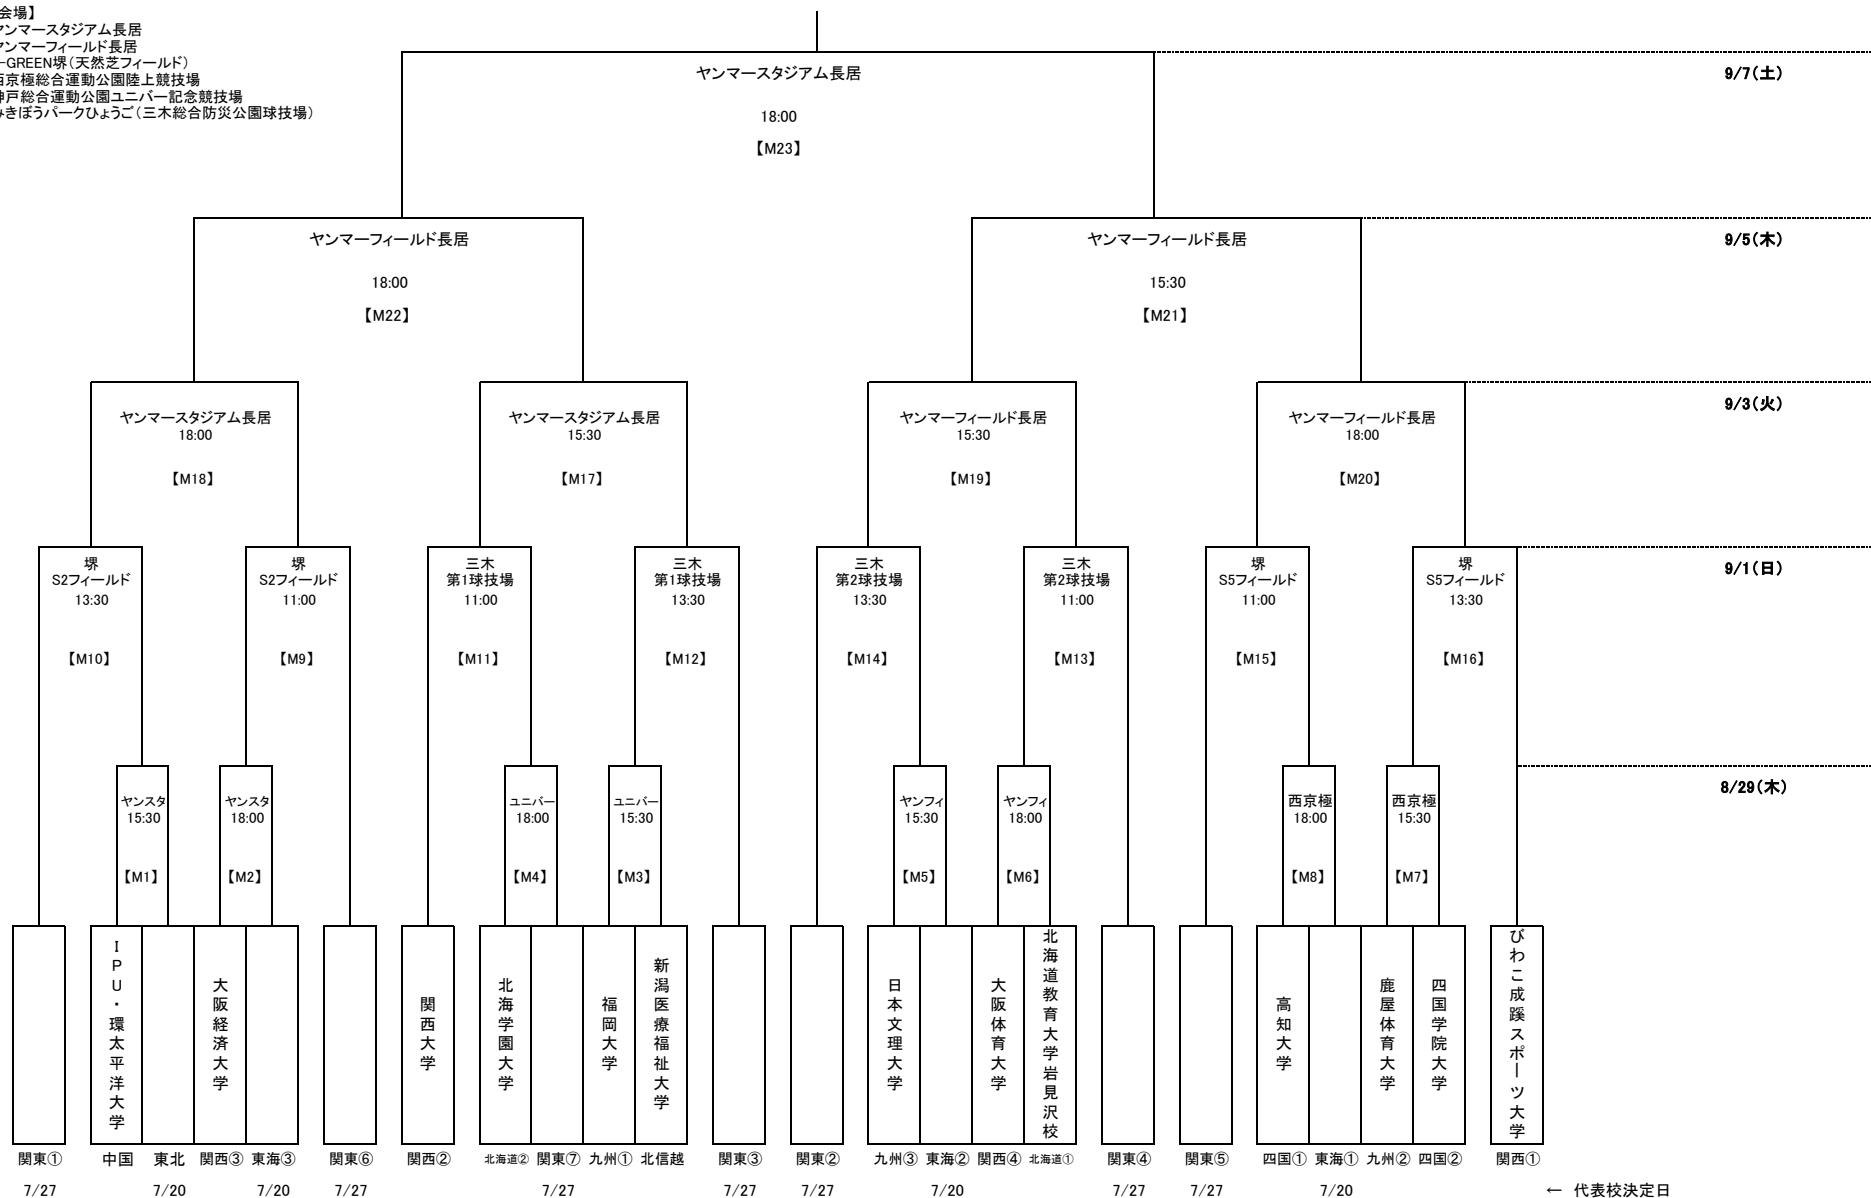 会場】
ヤンマースタジアム長居
ヤンマーフィールド長居
-GREEN堺(天然芝フィールド)
西京極総合運動公園陸上競技場
神戸総合運動公園ユニバー記念競技場
みきぼうパークひょうご(三木総合防災公園球技場)
ヤンマースタジアム長居
9/7(土)
18:00
【M23】
ヤンマーフィールド長居
ヤンマーフィールド長居
9/5(木)
18:00
15:30
【M22】
【M21】
ヤンマースタジアム長居
18:00
ヤンマースタジアム長居
15:30
ヤンマーフィールド長居
15:30
ヤンマーフィールド長居
18:00
9/3(火)
【M18】
【M17】
【M19】
【M20】
堺
S2フィールド
13:30
【M10】
堺
S2フィールド
11:00
【M9】
三木
第1球技場
11:00
【M11】
三木
第1球技場
13:30
【M12】
三木
第2球技場
13:30
【M14】
三木
第2球技場
11:00
【M13】
堺
S5フィールド
11:00
【M15】
堺
S5フィールド
13:30
【M16】
9/1(日)
ヤンスタ
15:30
【M1】
ヤンスタ
18:00
【M2】
ユニバー
18:00
【M4】
ユニバー
15:30
【M3】
ヤンフィ
15:30
【M5】
ヤンフィ
18:00
【M6】
西京極
18:00
【M8】
西京極
15:30
【M7】
8/29(木)
IPU・環太平洋大学
大阪経済大学
関西大学
北海学園大学
福岡大学
新潟医療福祉大学
日本文理大学
大阪体育大学
北海道教育大学岩見沢校
高知大学
鹿屋体育大学
四国学院大学
びわこ成蹊スポーツ大学
関東① 中国 東北 関西③ 東海③ 関東⑥ 関西② 北海道② 関東⑦ 九州① 北信越 関東③ 関東② 九州③ 東海② 関西④ 北海道① 関東④ 関東⑤ 四国① 東海① 九州② 四国② 関西①
7/27 7/20 7/20 7/27 7/27 7/27 7/27 7/20 7/27 7/27 7/20 ← 代表校決定日